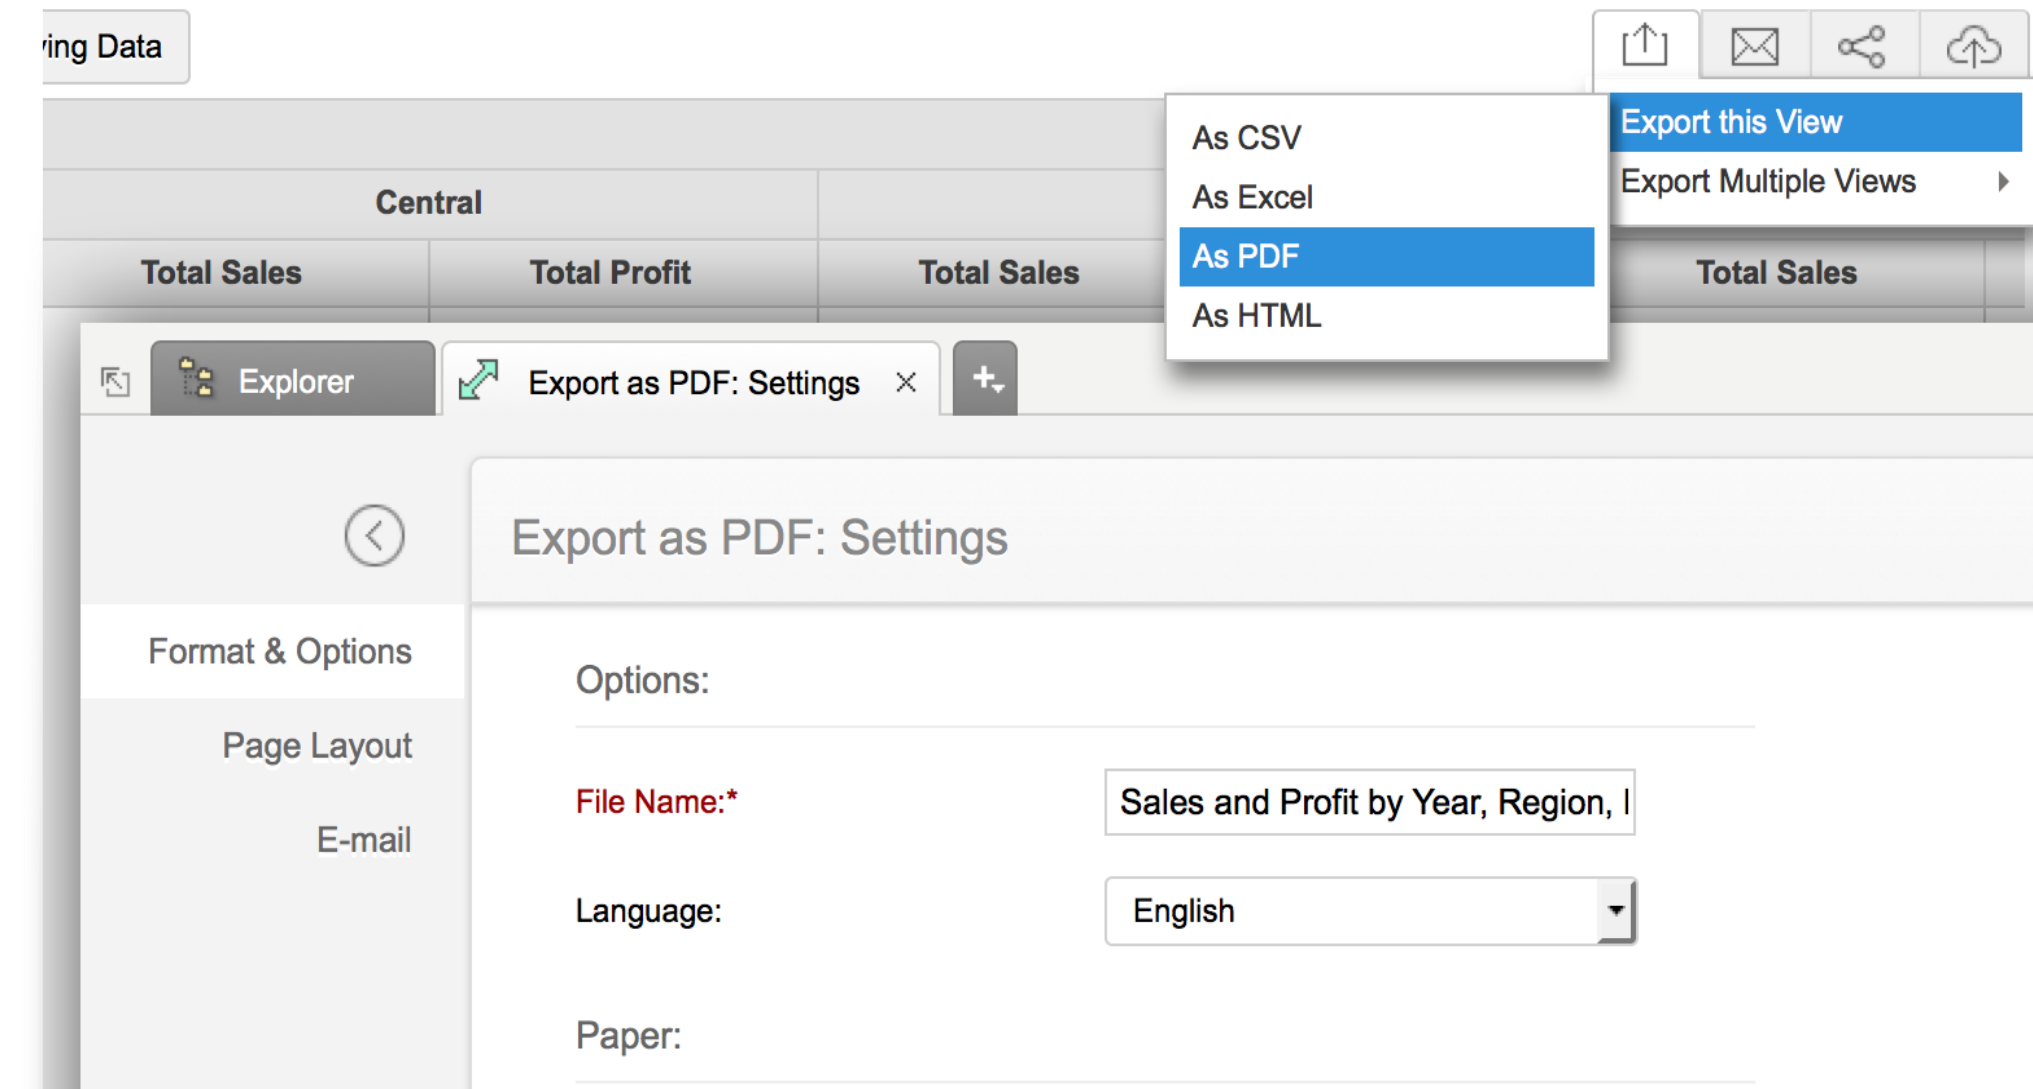 Data
Export this View
Export Multiple Views
As CSV
As Excel
As PDF
As HTML
Central
Total Sales
Total Profit
Total Sales
Total Sales
Explorer
Export as PDF: Settings
Export as PDF: Settings
Format & Options
Page Layout
E-mail
Options:
File Name:*
Sales and Profit by Year, Region,
Language:
English
Paper: